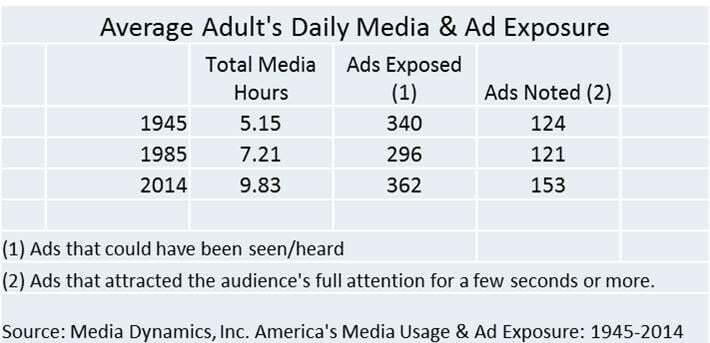 Average Adult's Daily Media & Ad Exposure
Total Media Hours Ads Exposed (1) Ads Noted (2)
1945 5.15 340 124
1985 7.21 296 121
2014 9.83 362 153
(1) Ads that could have been seen/heard
(2) Ads that attracted the audience's full attention for a few seconds or more.
Source: Media Dynamics, Inc. America's Media Usage & Ad Exposure: 1945-2014